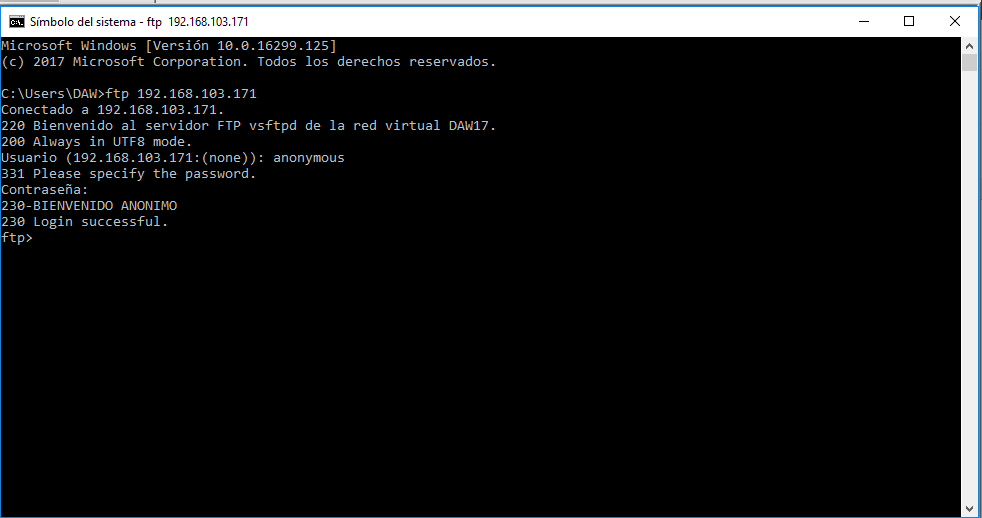 Símbolo del sistema - ftp 192.168.103.171
Microsoft Windows [Versión 10.0.16299.125]
(c) 2017 Microsoft Corporation. Todos los derechos reservados.
C:\Users\DAW>ftp 192.168.103.171
Conectado a 192.168.103.171.
220 Bienvenido al servidor FTP vsftpd de la red virtual DAW17.
200 Always in UTF8 mode.
Usuario (192.168.103.171:(none)): anonymous
331 Please specify the password.
Contraseña:
230-BIENVENIDO ANONIMO
230 Login successful.
ftp>